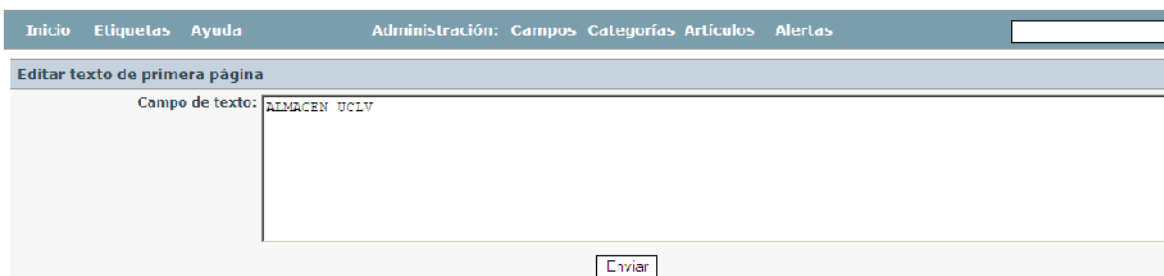 Inicio Etiquetas Ayuda Administración: Campos Categorías Artículos Alertas
Editar texto de primera página
Campo de texto: ALMACEN UCLV
Enviar